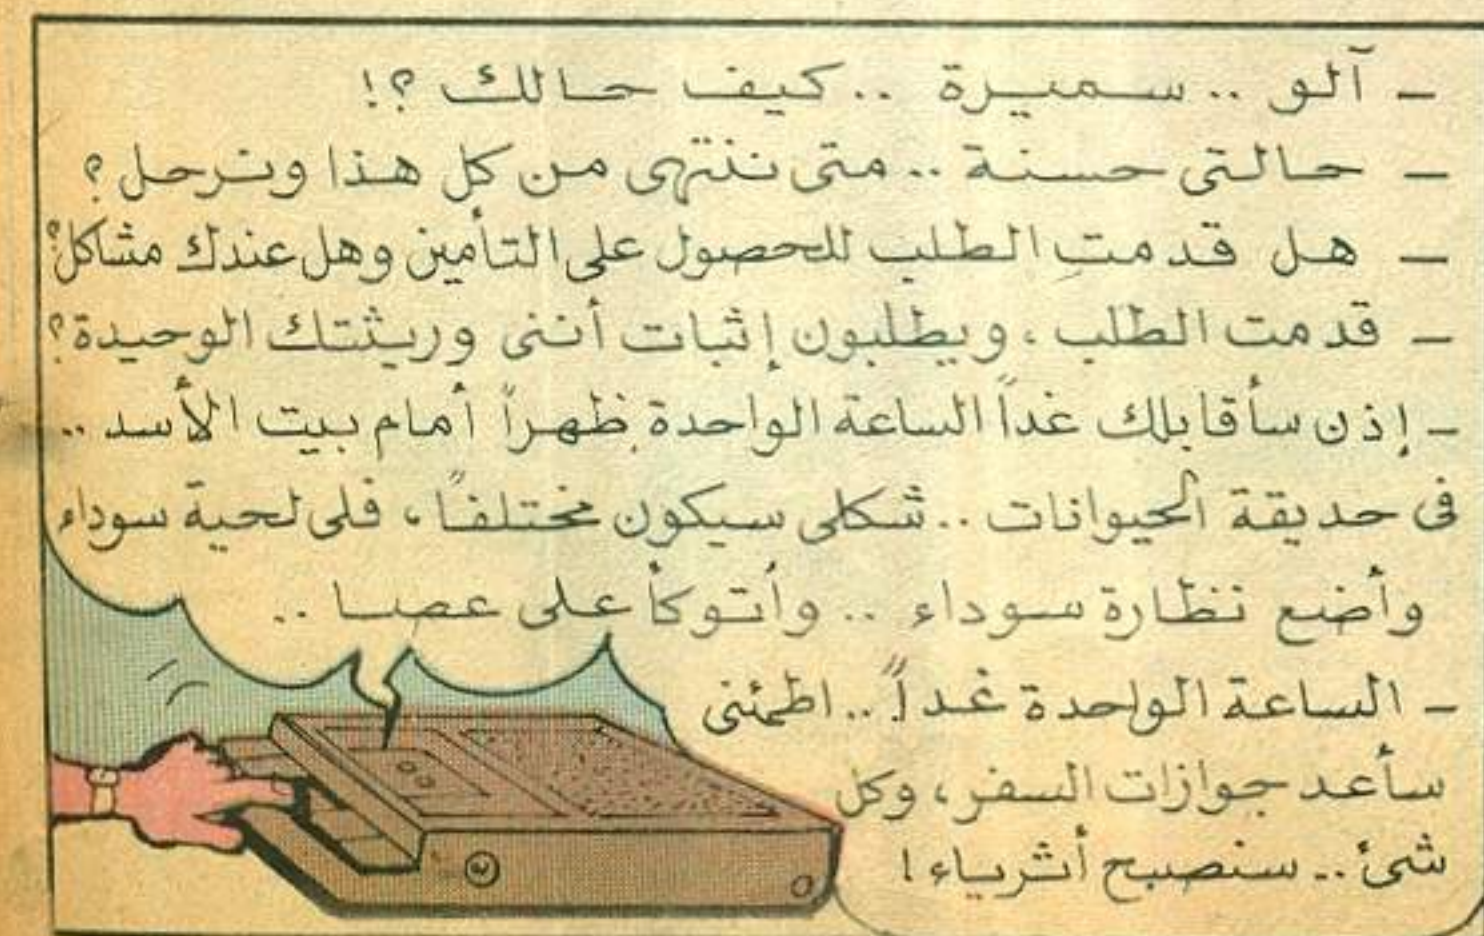 - آلو .. سميرة .. كيف حالك ؟!
- حالتى حسنة .. متى ننتهى من كل هذا ونرحل ؟
- هل قدمتِ الطلب للحصول على التأمين وهل عندك مشاكل؟
- قدمت الطلب ، ويطلبون إثبات أننى وريثتك الوحيدة ؟
- إذن سأقابلك غداً الساعة الواحدة ظهراً أمام بيت الأسد ..
فى حديقة الحيوانات .. شكلى سيكون مختلفاً ، فلى لحية سوداء
وأضع نظارة سوداء .. وأتوكأ على عصا ..
- الساعة الواحدة غداً .. اطمئنى
سأعد جوازات السفر ، وكل
شئ .. سنصبح أثرياء !